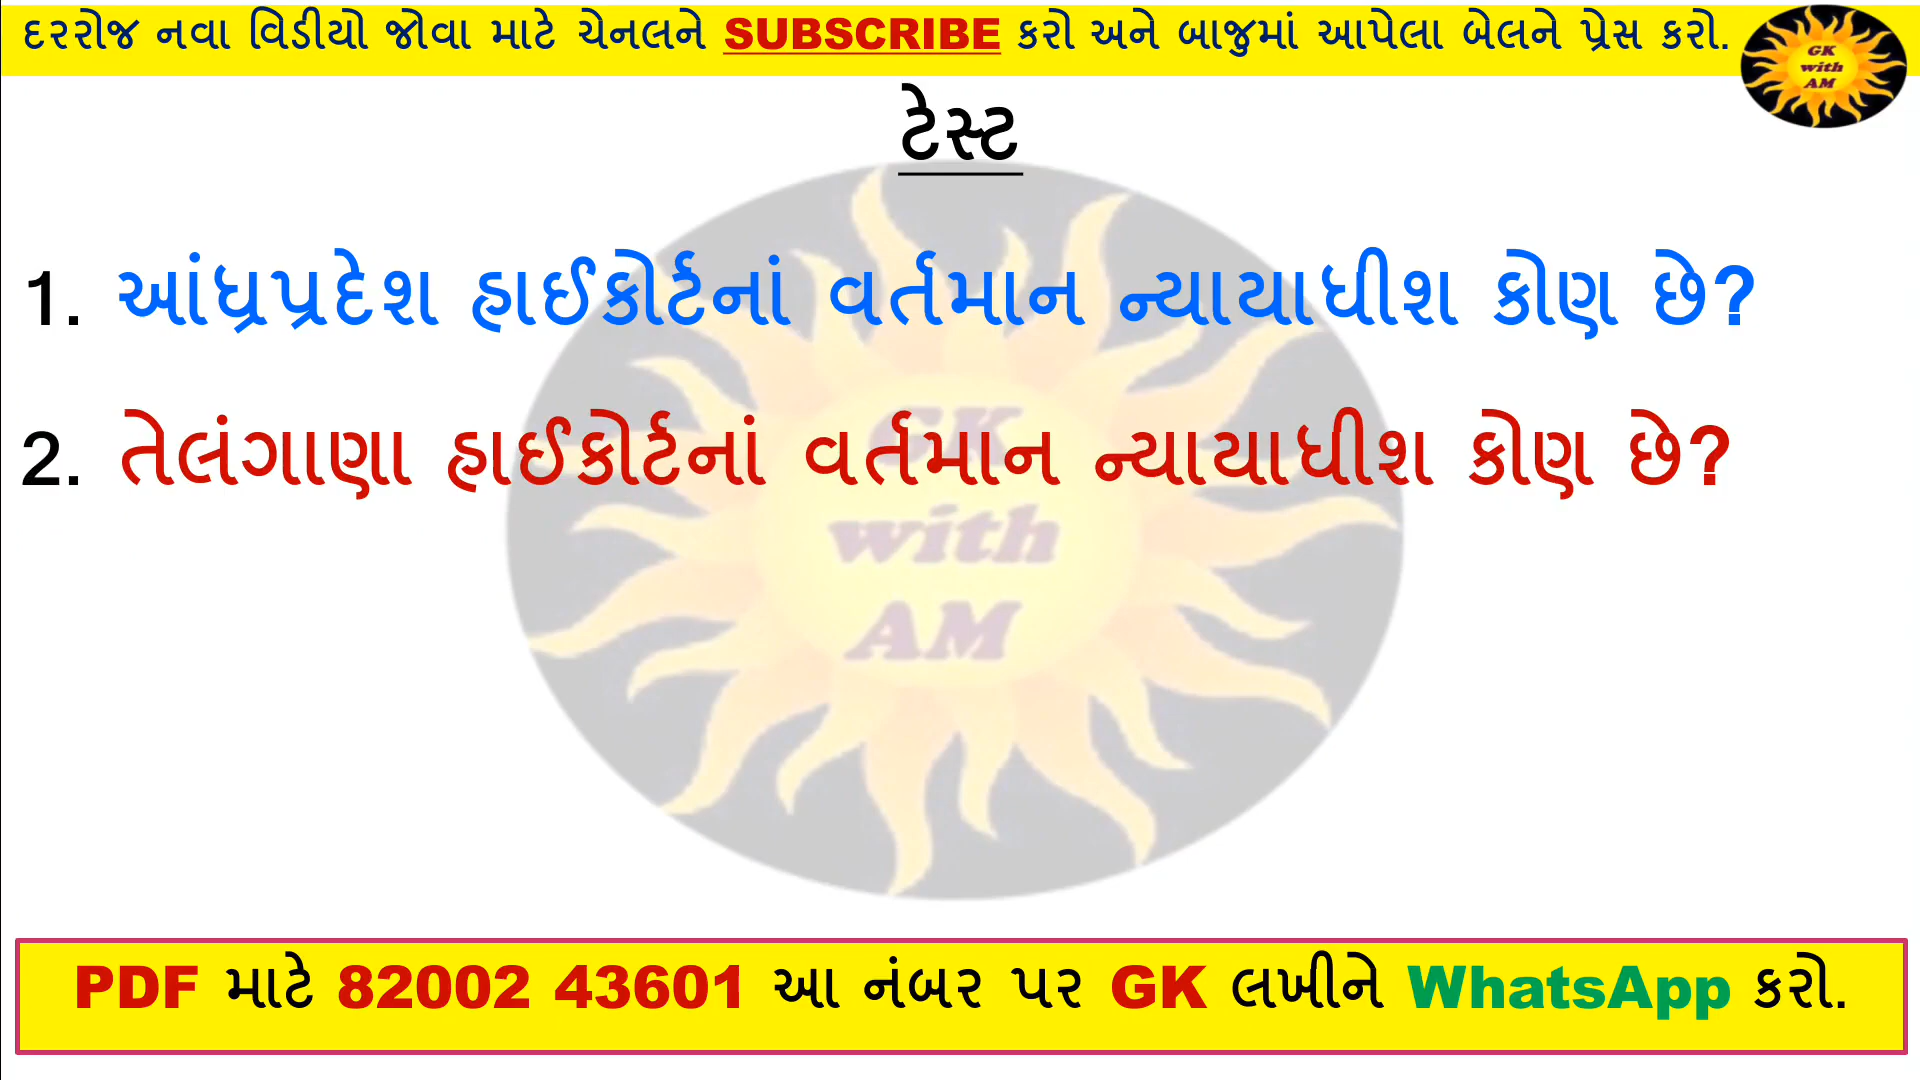 દરરોજ નવા વિડીયો જોવા માટે ચેનલને SUBSCRIBE કરો અને બાજુમાં આપેલા બેલને પ્રેસ કરો.
GK
with
AM
ટેસ્ટ
1. આંધ્રપ્રદેશ હાઈકોર્ટનાં વર્તમાન ન્યાયાધીશ કોણ છે?
2. તેલંગાણા હાઈકોર્ટનાં વર્તમાન ન્યાયાધીશ કોણ છે?
GK
with
AM
PDF માટે 82002 43601 આ નંબર પર GK લખીને WhatsApp કરો.